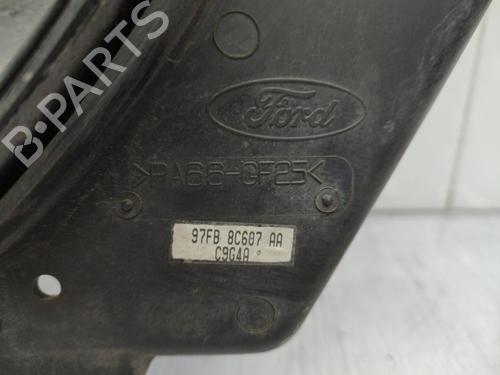 B-PARTS
Ford
>PA66-GF25<
97FB 8C607 AA
C9G4A